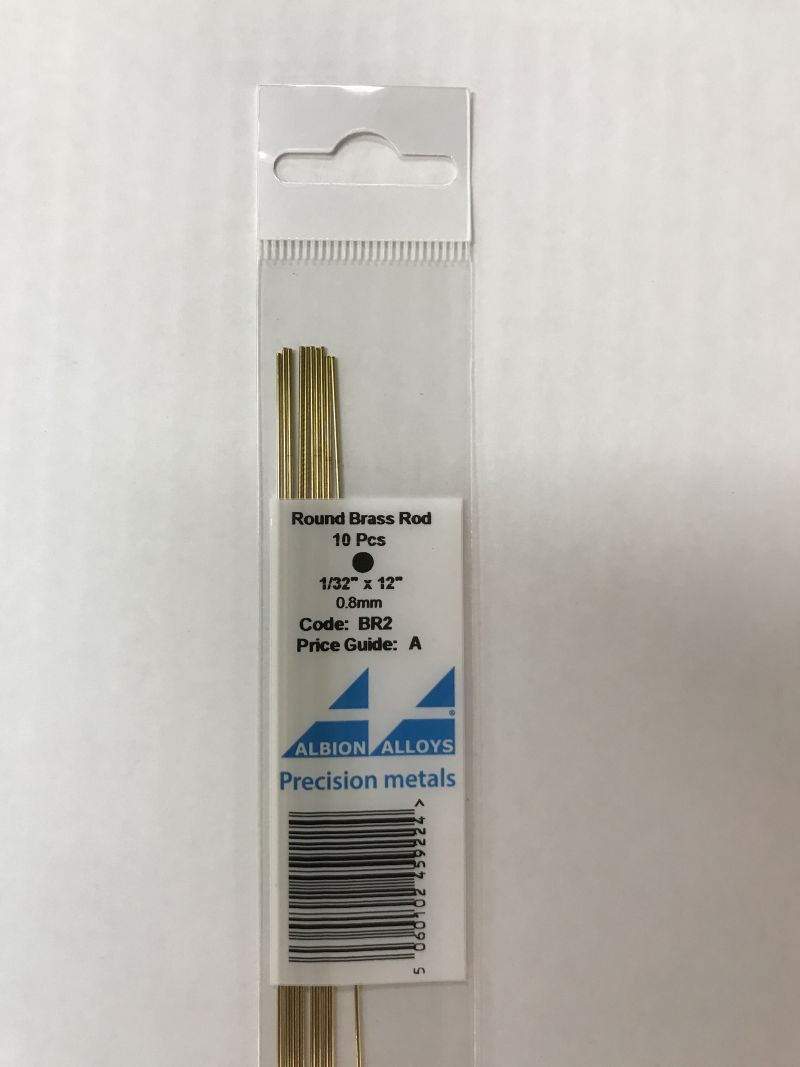 Round Brass Rod
10 Pcs
1/32" x 12"
0.8mm
Code: BR2
Price Guide: A
®
ALBION ALLOYS
Precision metals
5 060102 459224 >